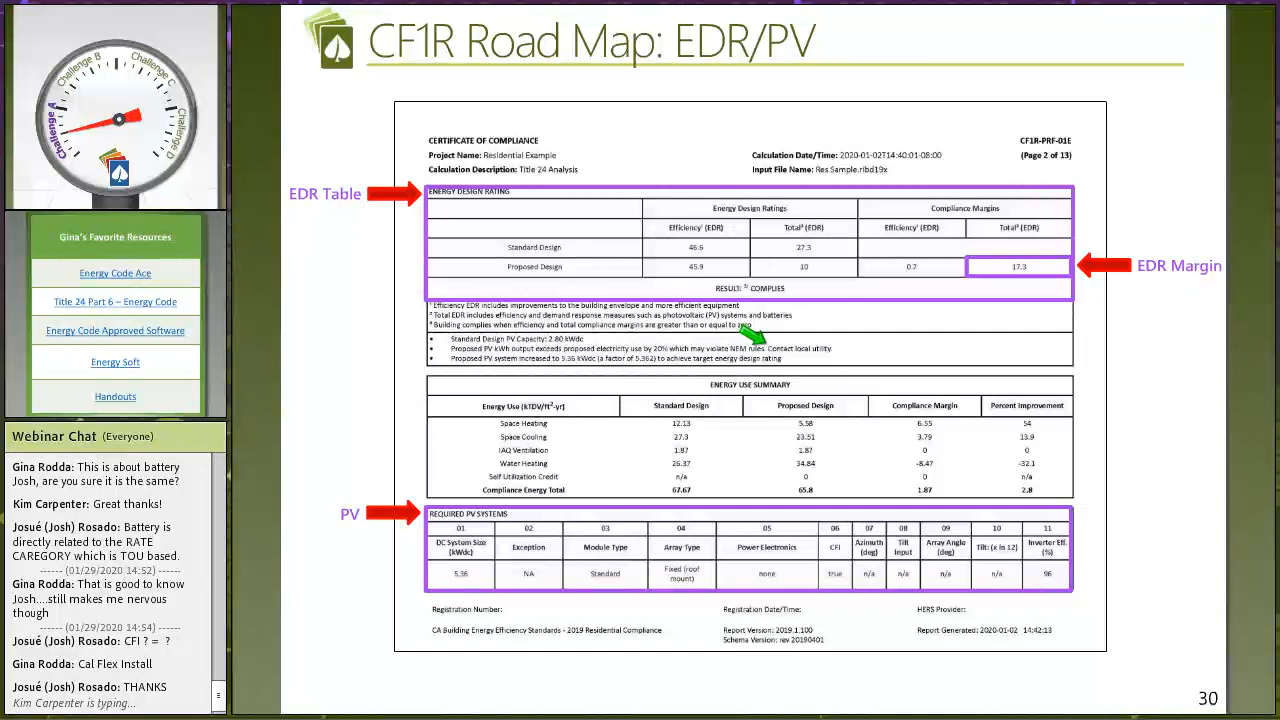 Challenge A
Challenge B
Challenge C
Challenge D
Gina's Favorite Resources
Energy Code Ace
Title 24 Part 6 – Energy Code
Energy Code Approved Software
Energy Soft
Handouts
Webinar Chat (Everyone)
Gina Rodda: This is about battery
Josh, are you sure it is the same?
Kim Carpenter: Great thanks!
Josué (Josh) Rosado: Battery is
directly related to the RATE
CAREGORY which is TOU based.
------ (01/29/2020 14:52) ------
Gina Rodda: That is good to know
Josh....still makes me nervous
though
------ (01/29/2020 14:54) ------
Josué (Josh) Rosado: CFI ? = ?
Gina Rodda: Cal Flex Install
Josué (Josh) Rosado: THANKS
Kim Carpenter is typing...
CF1R Road Map: EDR/PV
CERTIFICATE OF COMPLIANCE CF1R-PRF-01E
Project Name: Residential Example Calculation Date/Time: 2020-01-02T14:40:01-08:00 (Page 2 of 13)
Calculation Description: Title 24 Analysis Input File Name: Res Sample.ribd19x
EDR Table
ENERGY DESIGN RATING
Energy Design Ratings Compliance Margins
Efficiency¹ (EDR) Total² (EDR) Efficiency¹ (EDR) Total² (EDR)
Standard Design 46.6 27.3
Proposed Design 45.9 10 0.7 17.3
EDR Margin
RESULT: ³: COMPLIES
¹ Efficiency EDR includes improvements to the building envelope and more efficient equipment
² Total EDR includes efficiency and demand response measures such as photovoltaic (PV) systems and batteries
³ Building complies when efficiency and total compliance margins are greater than or equal to zero
• Standard Design PV Capacity: 2.80 kWdc
• Proposed PV kWh output exceeds proposed electricity use by 20% which may violate NEM rules. Contact local utility.
• Proposed PV system increased to 5.36 kWdc (a factor of 5.362) to achieve target energy design rating
ENERGY USE SUMMARY
Energy Use (kTDV/ft²-yr) Standard Design Proposed Design Compliance Margin Percent Improvement
Space Heating 12.13 5.58 6.55 54
Space Cooling 27.3 23.51 3.79 13.9
IAQ Ventilation 1.87 1.87 0 0
Water Heating 26.37 34.84 -8.47 -32.1
Self Utilization Credit n/a 0 0 n/a
Compliance Energy Total 67.67 65.8 1.87 2.8
PV
REQUIRED PV SYSTEMS
01 02 03 04 05 06 07 08 09 10 11
DC System Size (kWdc) Exception Module Type Array Type Power Electronics CFI Azimuth (deg) Tilt Input Array Angle (deg) Tilt: (x in 12) Inverter Eff. (%)
5.36 NA Standard Fixed (roof mount) none true n/a n/a n/a n/a 96
Registration Number: Registration Date/Time: HERS Provider:
CA Building Energy Efficiency Standards - 2019 Residential Compliance Report Version: 2019.1.100 Report Generated: 2020-01-02 14:42:13
Schema Version: rev 20190401
30